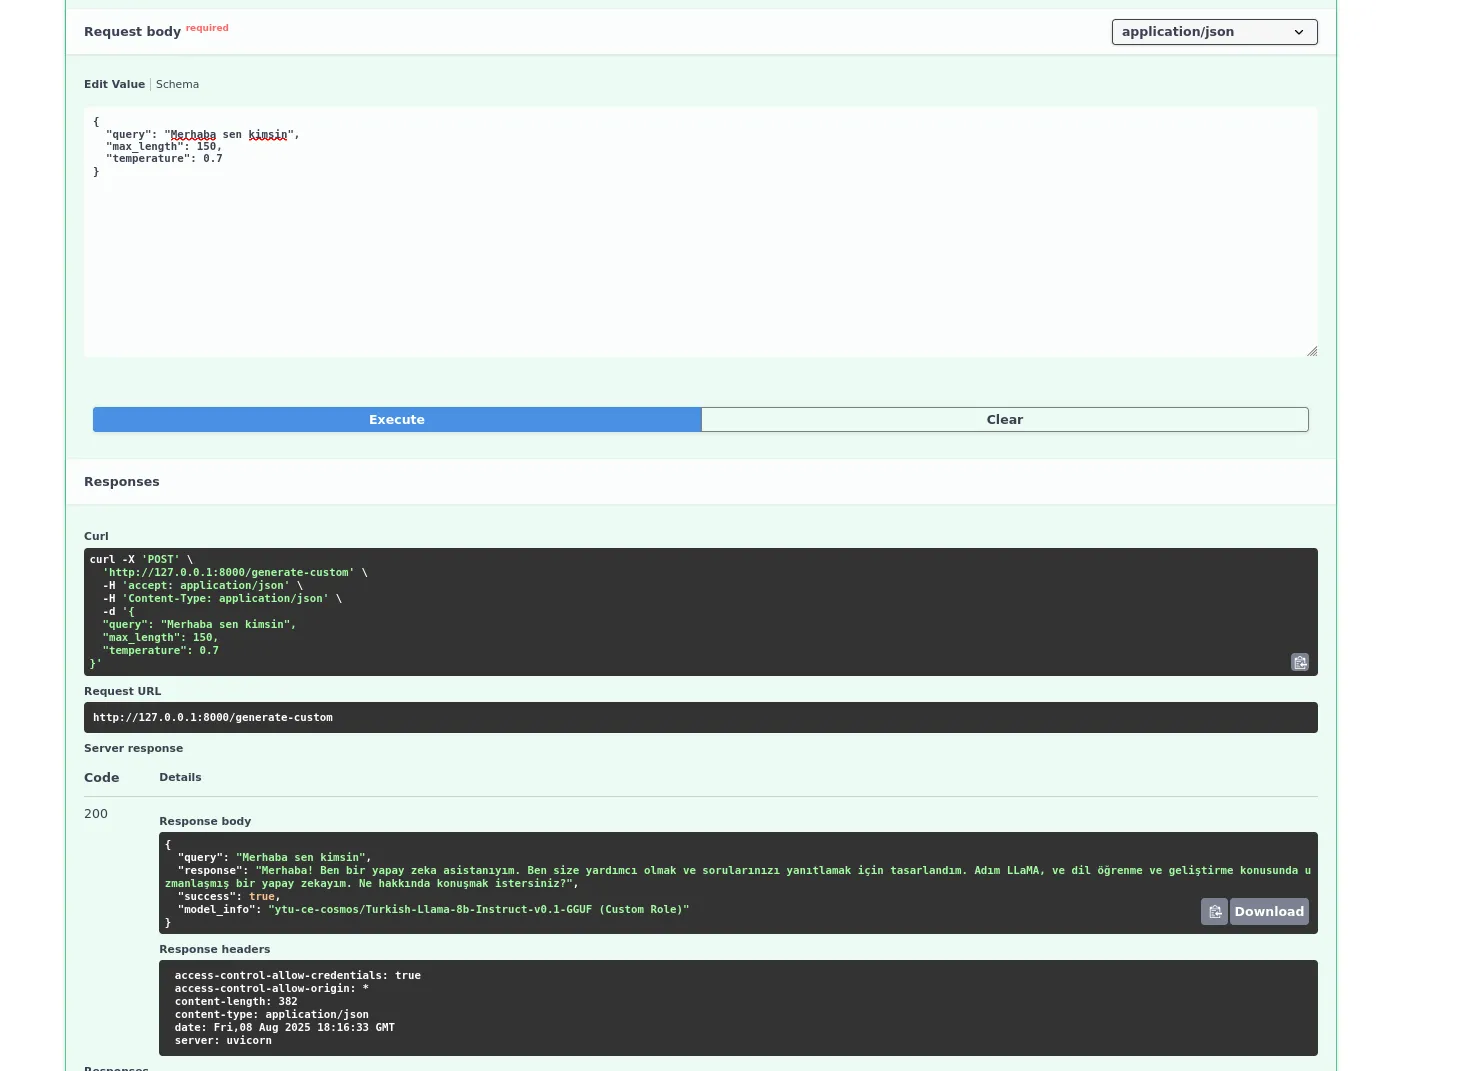 Request body required
application/json
Edit Value | Schema
{
  "query": "Merhaba sen kimsin",
  "max_length": 150,
  "temperature": 0.7
}
Execute
Clear
Responses
Curl
curl -X 'POST' \
  'http://127.0.0.1:8000/generate-custom' \
  -H 'accept: application/json' \
  -H 'Content-Type: application/json' \
  -d '{
  "query": "Merhaba sen kimsin",
  "max_length": 150,
  "temperature": 0.7
}'
Request URL
http://127.0.0.1:8000/generate-custom
Server response
Code Details
200
Response body
{
  "query": "Merhaba sen kimsin",
  "response": "Merhaba! Ben bir yapay zeka asistanıyım. Ben size yardımcı olmak ve sorularınızı yanıtlamak için tasarlandım. Adım LLaMA, ve dil öğrenme ve geliştirme konusunda u
zmanlaşmış bir yapay zekayım. Ne hakkında konuşmak istersiniz?",
  "success": true,
  "model_info": "ytu-ce-cosmos/Turkish-Llama-8b-Instruct-v0.1-GGUF (Custom Role)"
}
Download
Response headers
access-control-allow-credentials: true
access-control-allow-origin: *
content-length: 382
content-type: application/json
date: Fri,08 Aug 2025 18:16:33 GMT
server: uvicorn
Responses